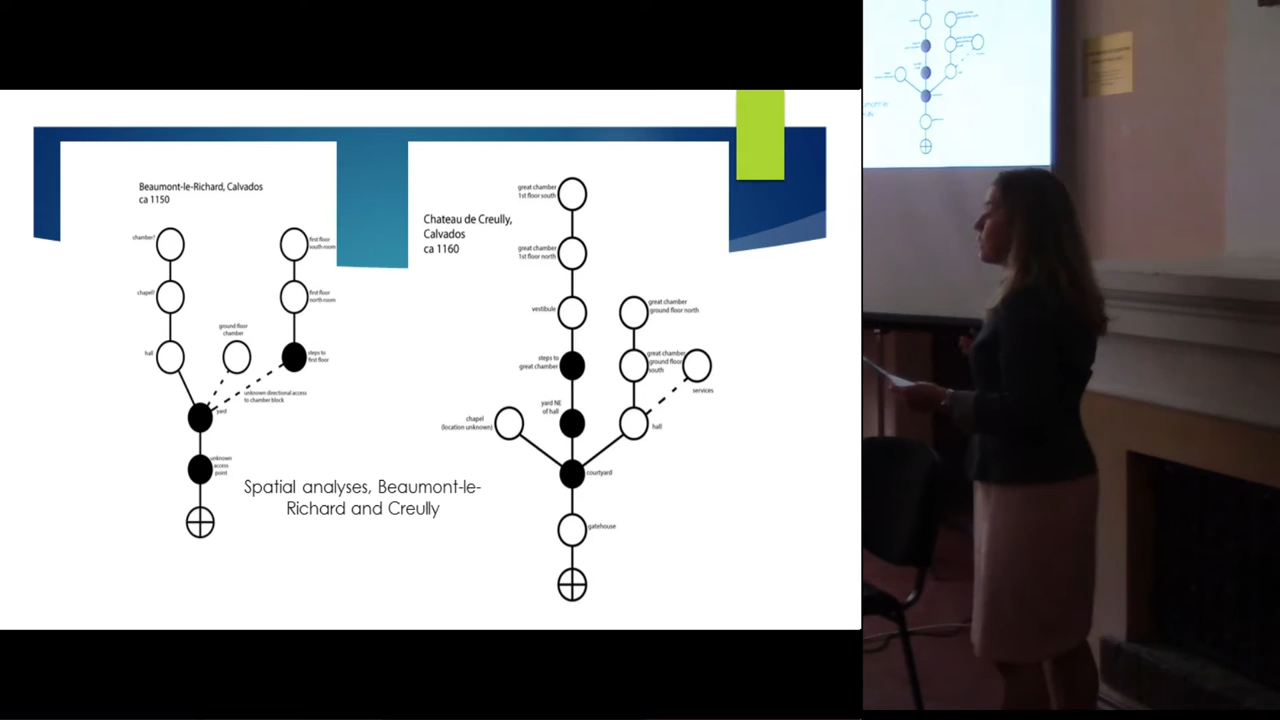 Beaumont-le-Richard, Calvados
ca 1150
chamber?
first floor
south room
chapel?
first floor
north room
ground floor
chamber
hall
steps to
first floor
unknown directional access
to chamber block
yard
unknown
access
point
Spatial analyses, Beaumont-le-
Richard and Creully
Chateau de Creully,
Calvados
ca 1160
great chamber
1st floor south
great chamber
1st floor north
vestibule
great chamber
ground floor north
steps to
great chamber
great chamber
ground floor
south
services
yard NE
of hall
chapel
(location unknown)
hall
courtyard
gatehouse